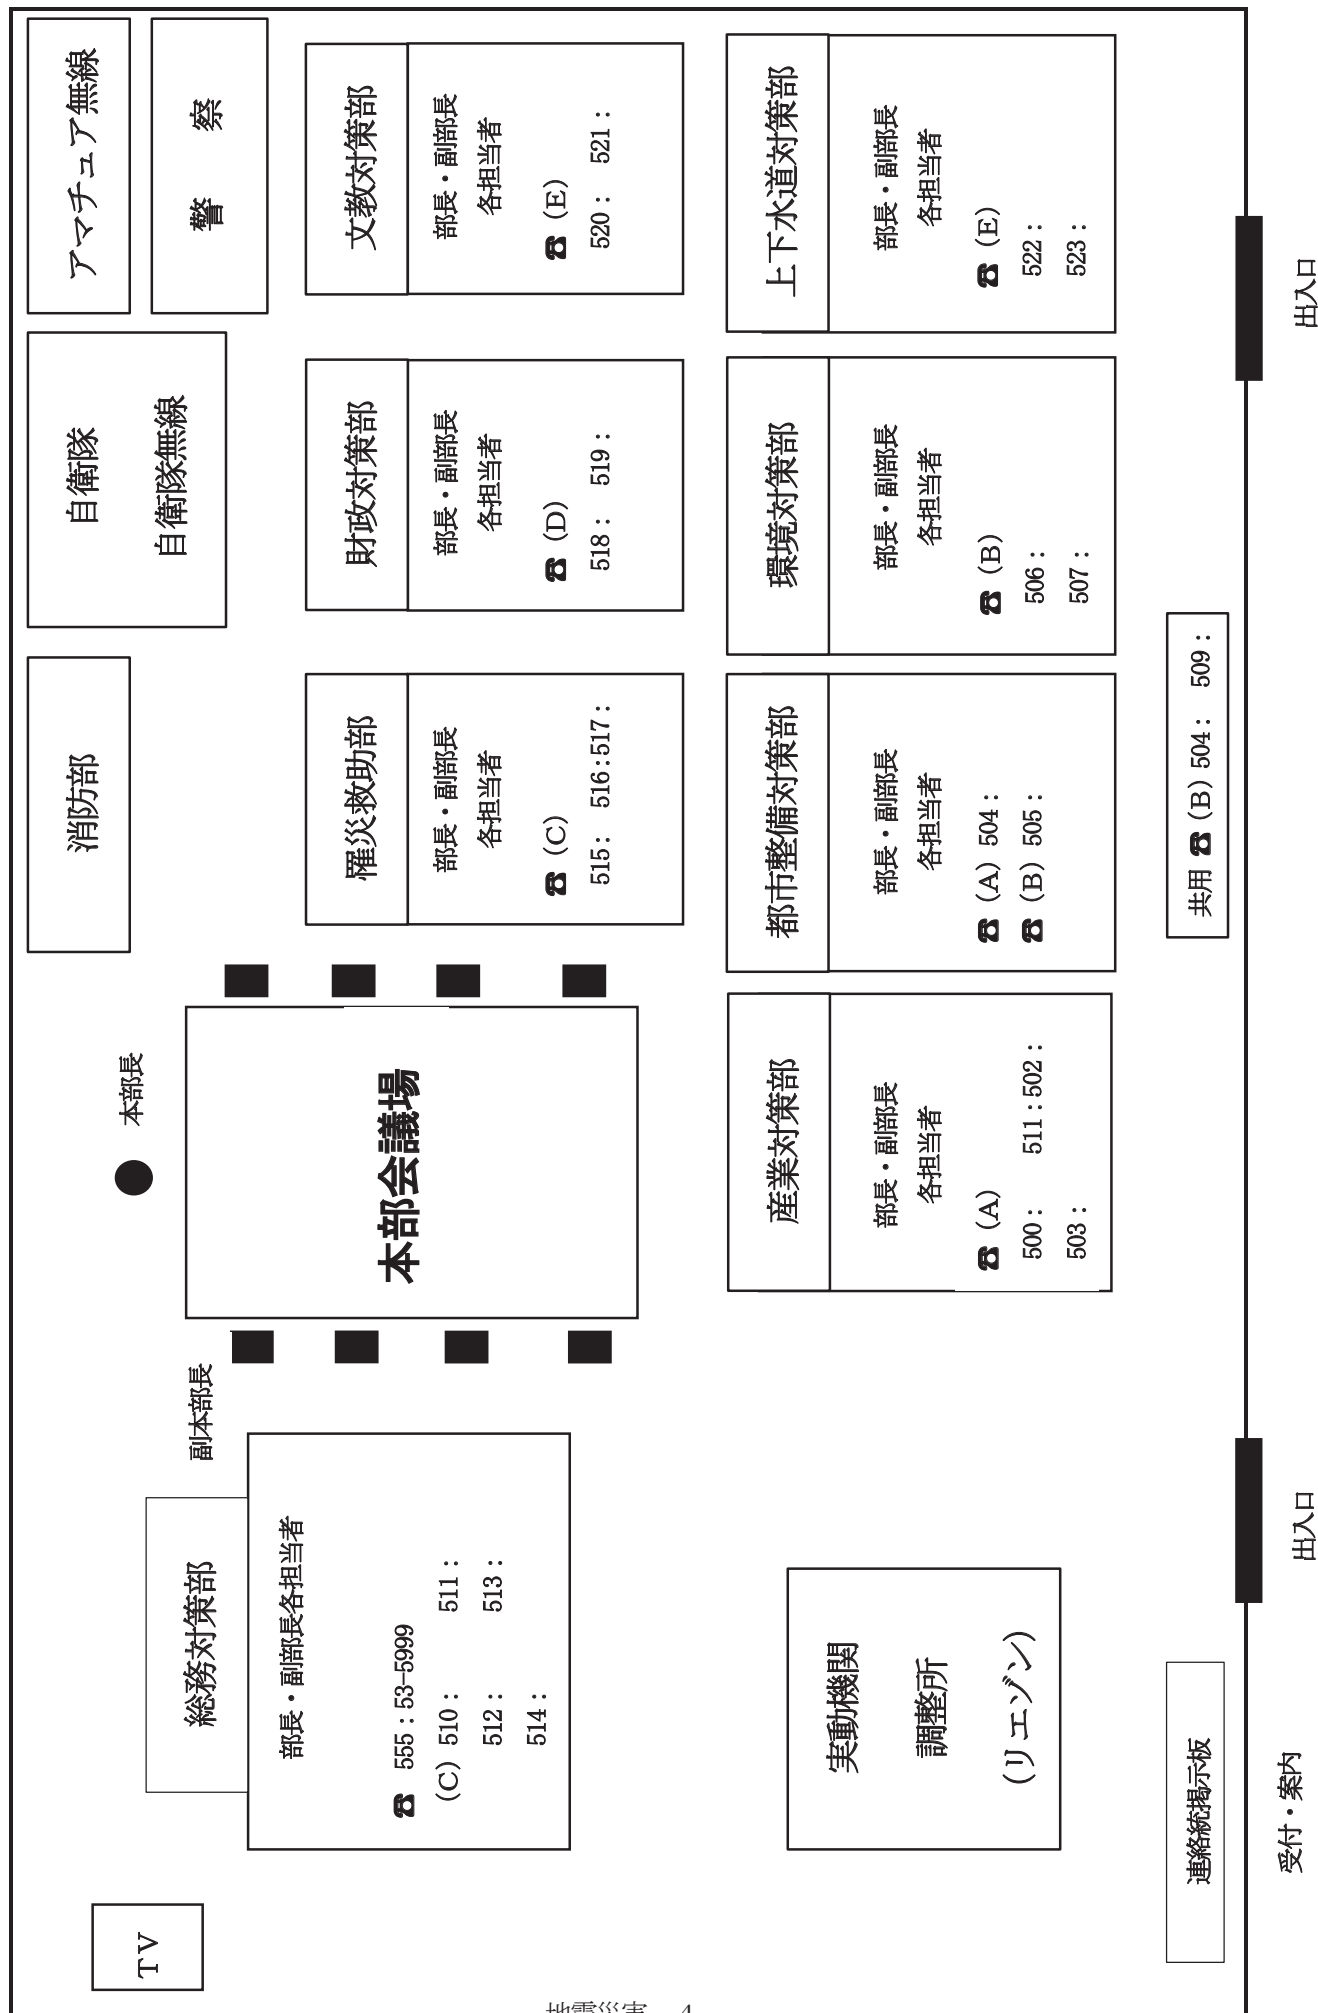 TV
総務対策部
部長・副部長各担当者
☎ 555：53-5999
(C) 510： 511：
512： 513：
514：
副本部長
本部長
本部会議場
消防部
自衛隊
自衛隊無線
アマチュア無線
警 察
罹災救助部
部長・副部長
各担当者
☎ (C)
515： 516：517：
財政対策部
部長・副部長
各担当者
☎ (D)
518： 519：
文教対策部
部長・副部長
各担当者
☎ (E)
520： 521：
実動機関
調整所
(リエゾン)
産業対策部
部長・副部長
各担当者
☎ (A)
500： 511：502：
503：
都市整備対策部
部長・副部長
各担当者
☎ (A) 504：
☎ (B) 505：
環境対策部
部長・副部長
各担当者
☎ (B)
506：
507：
上下水道対策部
部長・副部長
各担当者
☎ (E)
522：
523：
連絡統掲示板
共用 ☎ (B) 504： 509：
受付・案内
出入口
出入口
地震災害 4